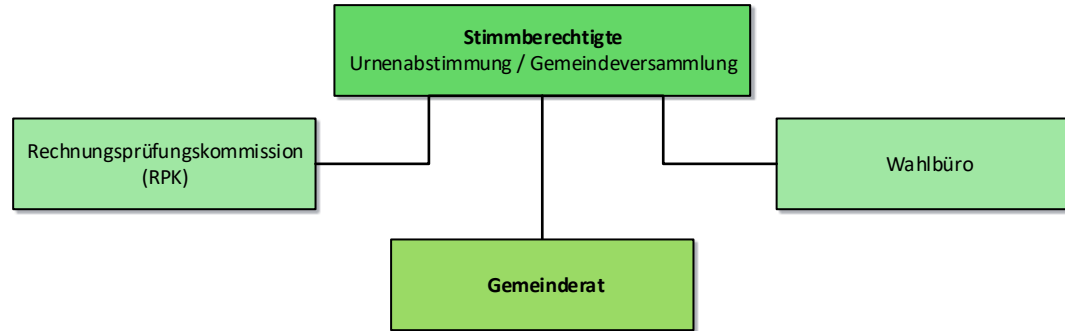 Stimmberechtigte
Urnenabstimmung / Gemeindeversammlung
Rechnungsprüfungskommission
(RPK)
Wahlbüro
Gemeinderat